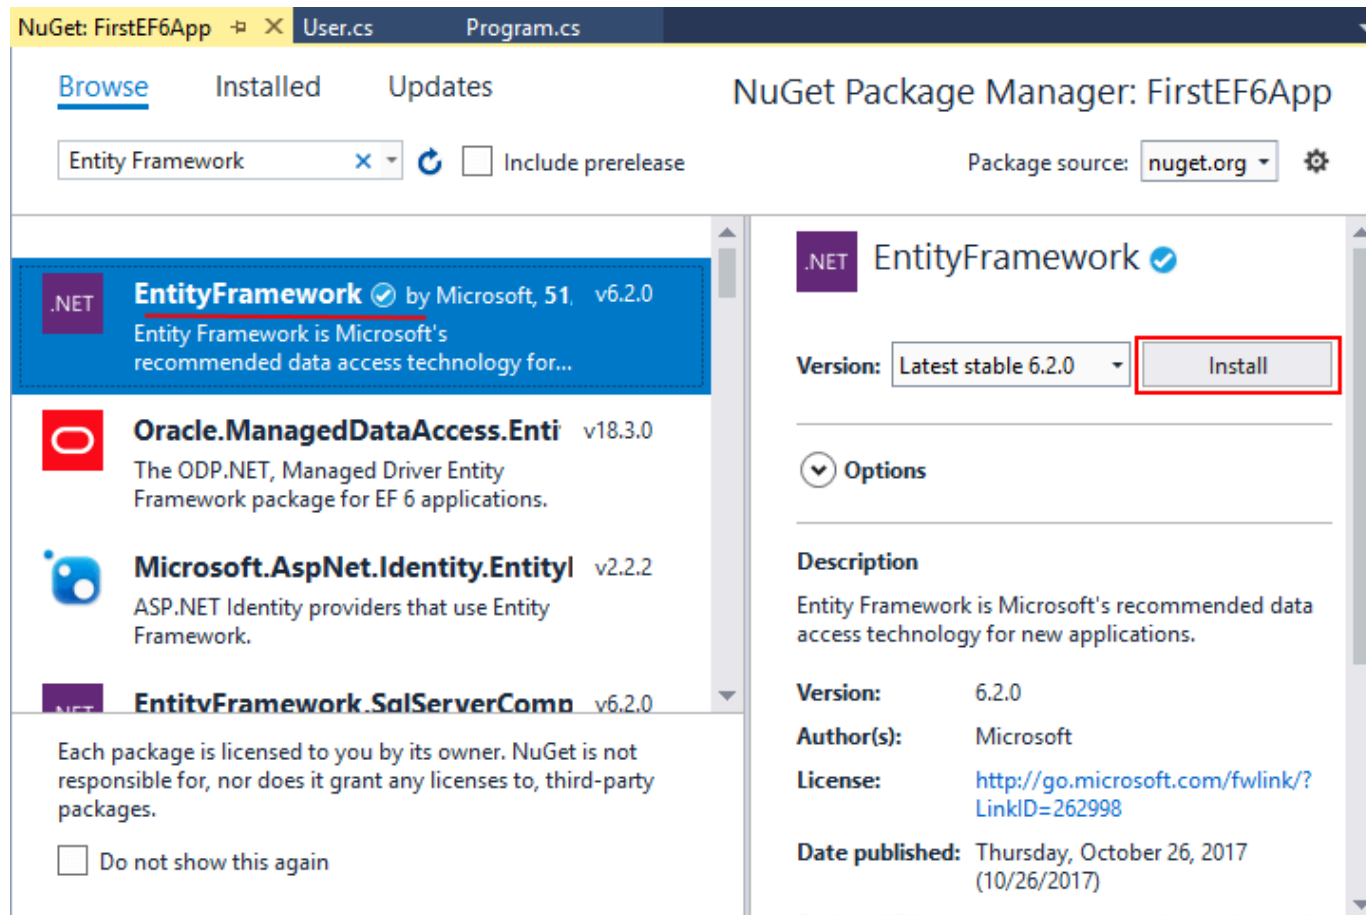 NuGet: FirstEF6App
User.cs
Program.cs
Browse
Installed
Updates
NuGet Package Manager: FirstEF6App
Entity Framework
Include prerelease
Package source:
nuget.org
.NET
EntityFramework
by Microsoft, 51,
v6.2.0
Entity Framework is Microsoft's
recommended data access technology for...
Oracle.ManagedDataAccess.Enti
v18.3.0
The ODP.NET, Managed Driver Entity
Framework package for EF 6 applications.
Microsoft.AspNet.Identity.Entity
v2.2.2
ASP.NET Identity providers that use Entity
Framework.
.NET
EntityFramework.SqlServerComp
v6.2.0
Each package is licensed to you by its owner. NuGet is not
responsible for, nor does it grant any licenses to, third-party
packages.
Do not show this again
.NET
EntityFramework
Version:
Latest stable 6.2.0
Install
Options
Description
Entity Framework is Microsoft's recommended data
access technology for new applications.
Version:
6.2.0
Author(s):
Microsoft
License:
http://go.microsoft.com/fwlink/?
LinkID=262998
Date published:
Thursday, October 26, 2017
(10/26/2017)